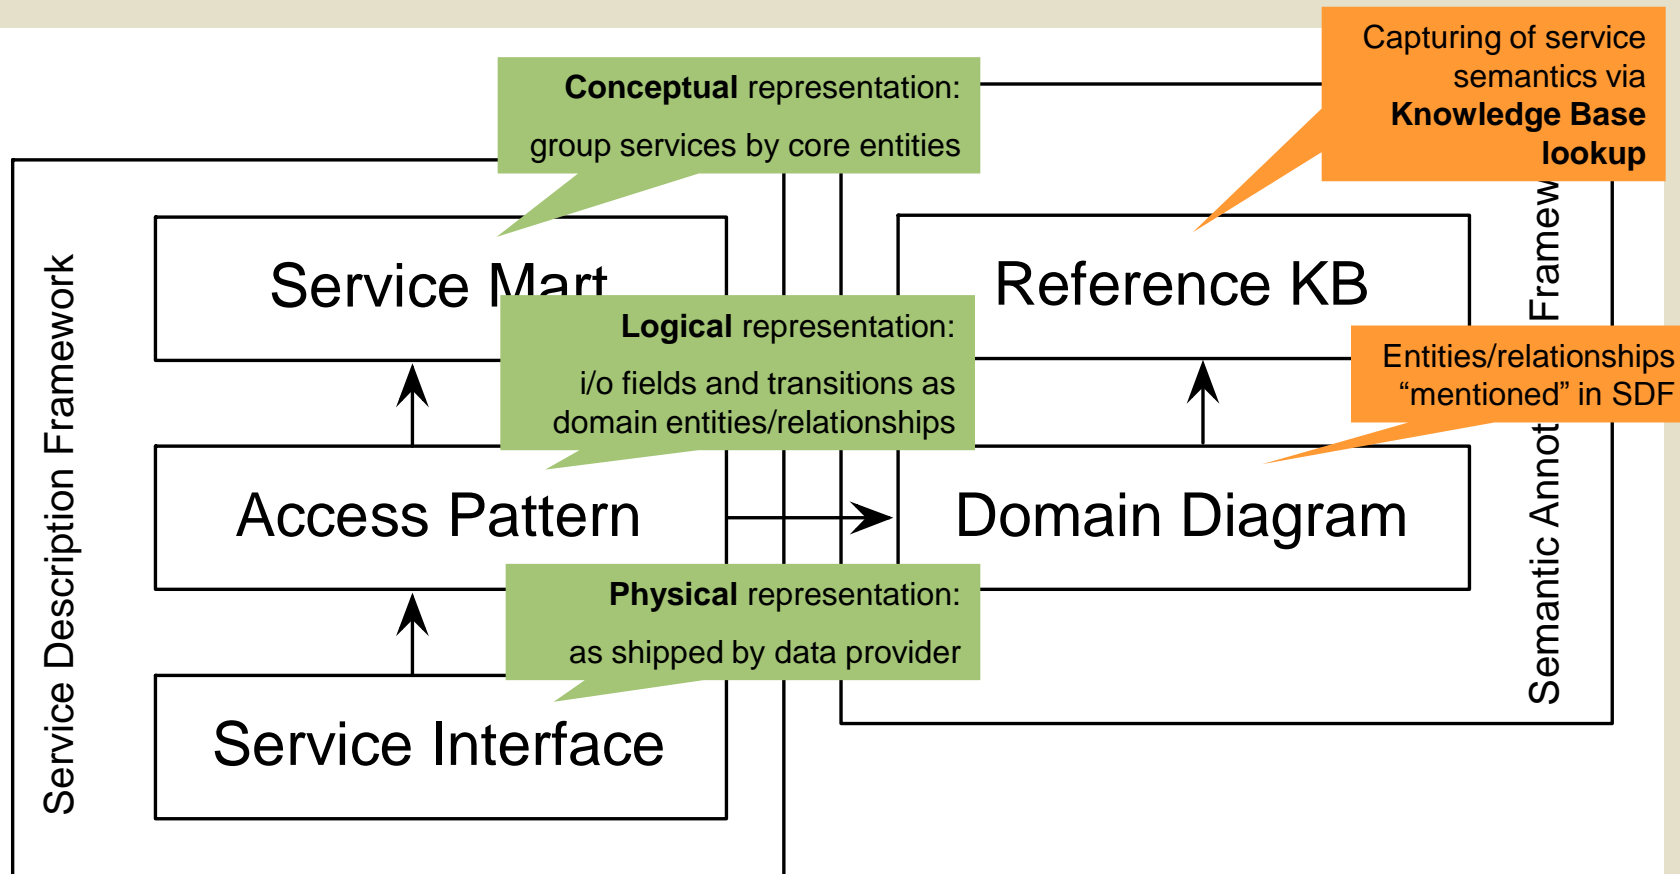 Capturing of service
semantics via
Knowledge Base
lookup
Conceptual representation:
group services by core entities
Service Description Framework
Service Mart
Reference KB
Semantic Annot Framew
Logical representation:
i/o fields and transitions as
domain entities/relationships
Entities/relationships
“mentioned” in SDF
Access Pattern
Domain Diagram
Physical representation:
as shipped by data provider
Service Interface